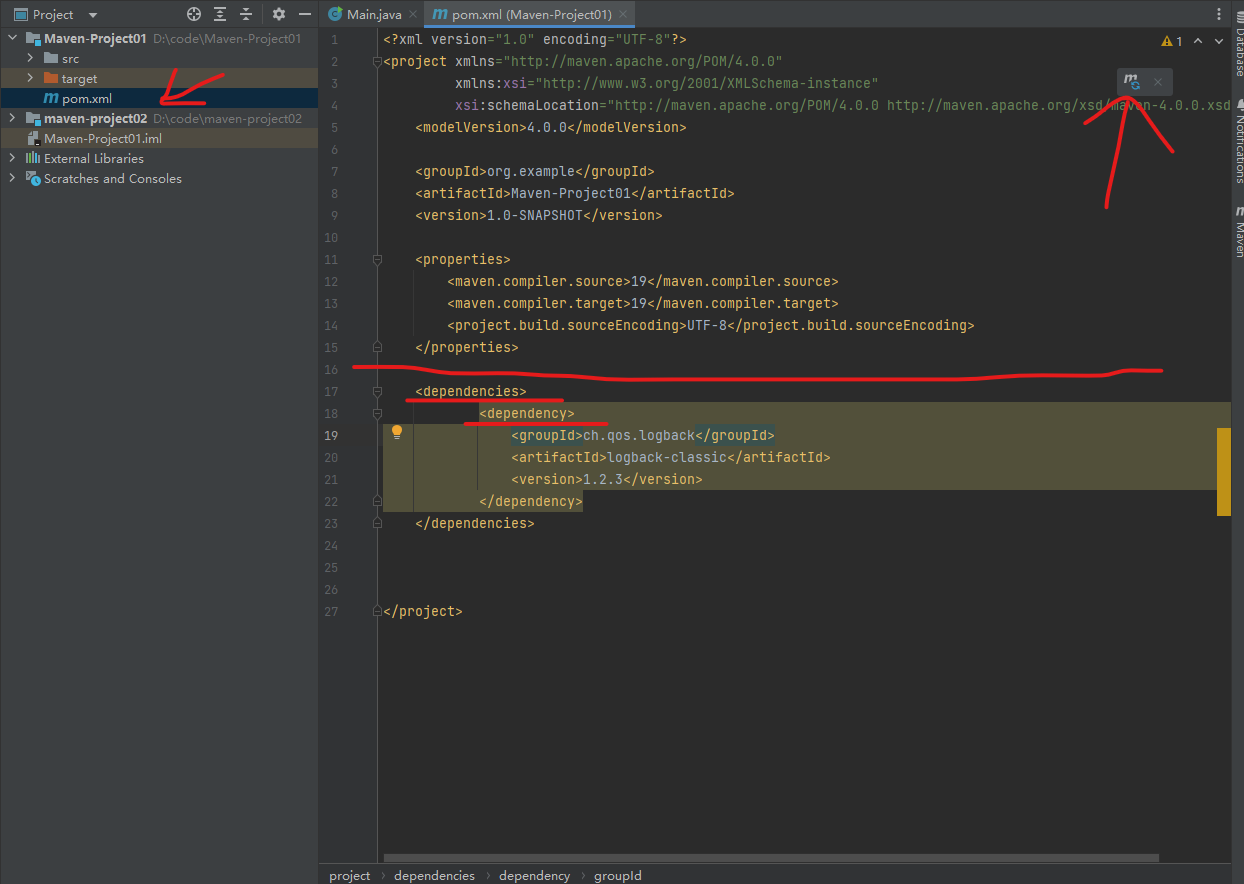 Project
Main.java
pom.xml (Maven-Project01)
Maven-Project01 D:\code\Maven-Project01
src
target
pom.xml
maven-project02 D:\code\maven-project02
Maven-Project01.iml
External Libraries
Scratches and Consoles
1 <?xml version="1.0" encoding="UTF-8"?>
2 <project xmlns="http://maven.apache.org/POM/4.0.0"
3 xmlns:xsi="http://www.w3.org/2001/XMLSchema-instance"
4 xsi:schemaLocation="http://maven.apache.org/POM/4.0.0 http://maven.apache.org/xsd/maven-4.0.0.xsd
5 <modelVersion>4.0.0</modelVersion>
6
7 <groupId>org.example</groupId>
8 <artifactId>Maven-Project01</artifactId>
9 <version>1.0-SNAPSHOT</version>
10
11 <properties>
12 <maven.compiler.source>19</maven.compiler.source>
13 <maven.compiler.target>19</maven.compiler.target>
14 <project.build.sourceEncoding>UTF-8</project.build.sourceEncoding>
15 </properties>
16
17 <dependencies>
18 <dependency>
19 <groupId>ch.qos.logback</groupId>
20 <artifactId>logback-classic</artifactId>
21 <version>1.2.3</version>
22 </dependency>
23 </dependencies>
24
25
26
27 </project>
1
Database
Notifications
Maven
project › dependencies › dependency › groupId